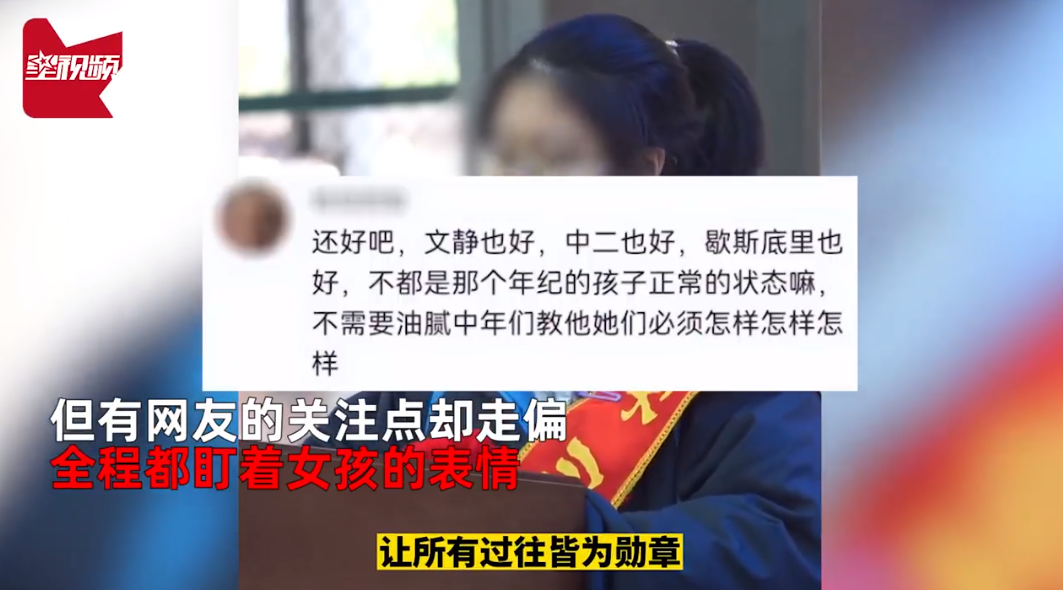 垩视频
还好吧，文静也好，中二也好，歇斯底里也
好，不都是那个年纪的孩子正常的状态嘛，
不需要油腻中年们教他她们必须怎样怎样怎
样
但有网友的关注点却走偏
全程都盯着女孩的表情
让所有过往皆为勋章